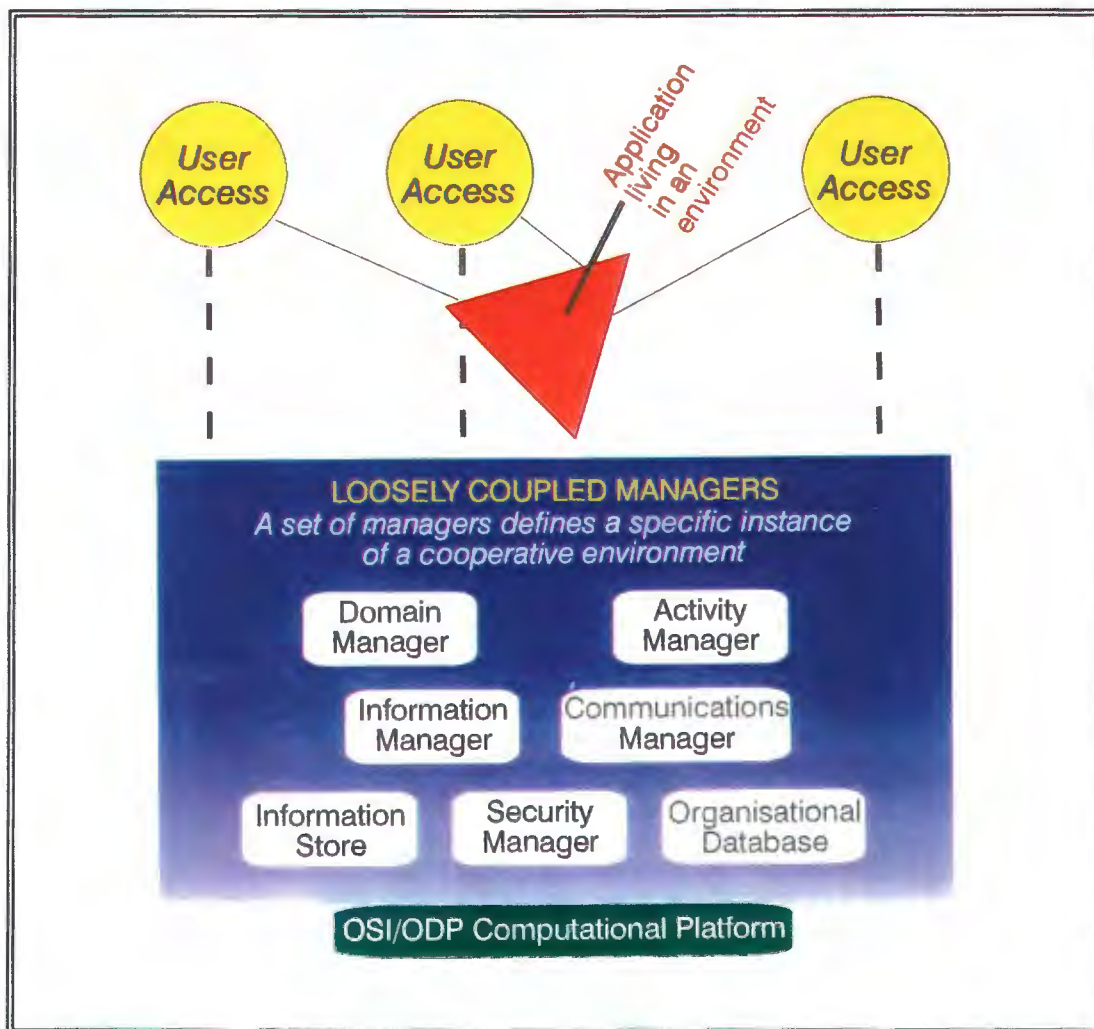 User
Access
User
Access
Application
living
in an
environment
User
Access
LOOSELY COUPLED MANAGERS
A set of managers defines a specific instance
of a cooperative environment
Domain
Manager
Activity
Manager
Information
Manager
Communications
Manager
Information
Store
Security
Manager
Organisational
Database
OSI/ODP Computational Platform